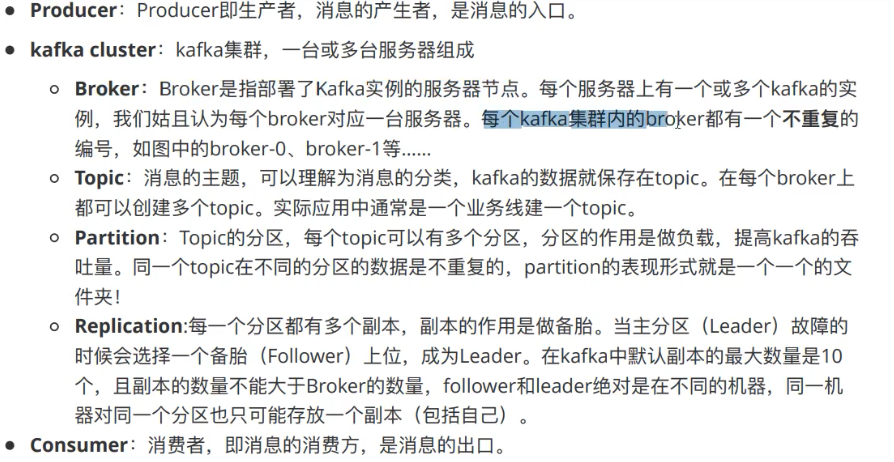 Producer：Producer即生产者，消息的产生者，是消息的入口。
kafka cluster：kafka集群，一台或多台服务器组成
Broker：Broker是指部署了Kafka实例的服务器节点。每个服务器上有一个或多个kafka的实
例，我们姑且认为每个broker对应一台服务器。每个kafka集群内的broker都有一个不重复的
编号，如图中的broker-0、broker-1等……
Topic：消息的主题，可以理解为消息的分类，kafka的数据就保存在topic。在每个broker上
都可以创建多个topic。实际应用中通常是一个业务线建一个topic。
Partition：Topic的分区，每个topic可以有多个分区，分区的作用是做负载，提高kafka的吞
吐量。同一个topic在不同的分区的数据是不重复的，partition的表现形式就是一个一个的文
件夹！
Replication:每一个分区都有多个副本，副本的作用是做备胎。当主分区（Leader）故障的
时候会选择一个备胎（Follower）上位，成为Leader。在kafka中默认副本的最大数量是10
个，且副本的数量不能大于Broker的数量，follower和leader绝对是在不同的机器，同一机
器对同一个分区也只可能存放一个副本（包括自己）。
Consumer：消费者，即消息的消费方，是消息的出口。